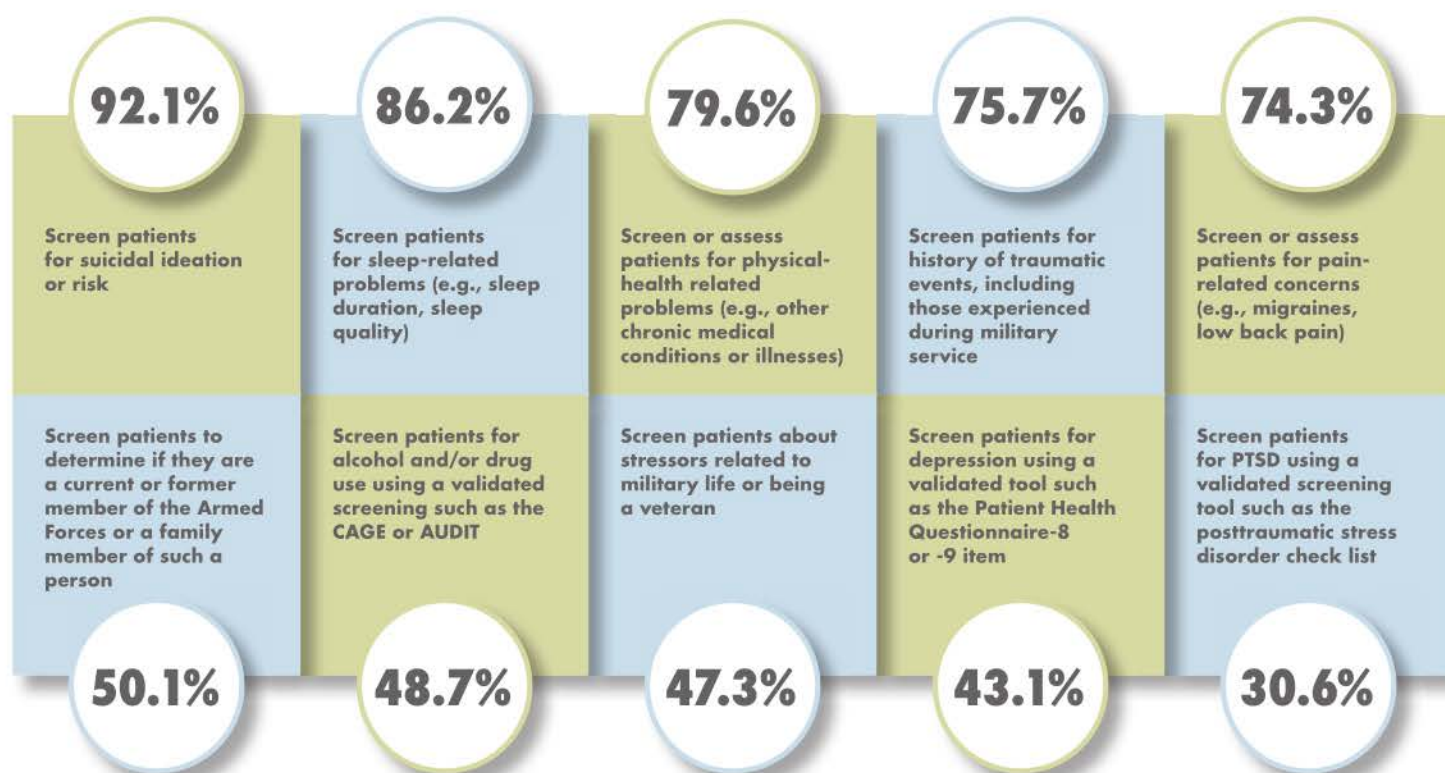 92.1%
86.2%
79.6%
75.7%
74.3%
Screen patients
for suicidal ideation
or risk
Screen patients
for sleep-related
problems (e.g., sleep
duration, sleep
quality)
Screen or assess
patients for physical-
health related
problems (e.g., other
chronic medical
conditions or illnesses)
Screen patients for
history of traumatic
events, including
those experienced
during military
service
Screen or assess
patients for pain-
related concerns
(e.g., migraines,
low back pain)
Screen patients to
determine if they are
a current or former
member of the Armed
Forces or a family
member of such a
person
Screen patients for
alcohol and/or drug
use using a validated
screening such as the
CAGE or AUDIT
Screen patients about
stressors related to
military life or being
a veteran
Screen patients for
depression using a
validated tool such
as the Patient Health
Questionnaire-8
or -9 item
Screen patients
for PTSD using a
validated screening
tool such as the
posttraumatic stress
disorder check list
50.1%
48.7%
47.3%
43.1%
30.6%